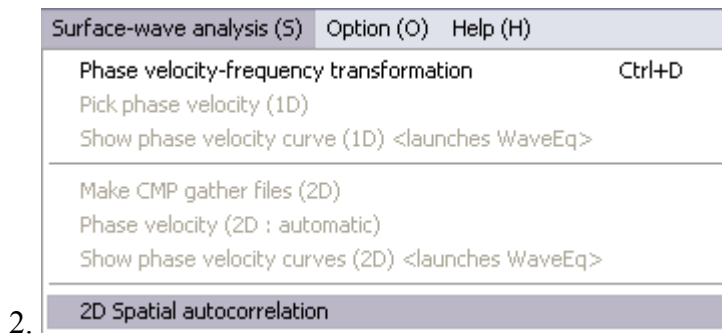 Surface-wave analysis (S) Option (O) Help (H)
Phase velocity-frequency transformation Ctrl+D
Pick phase velocity (1D)
Show phase velocity curve (1D) <launches WaveEq>
Make CMP gather files (2D)
Phase velocity (2D : automatic)
Show phase velocity curves (2D) <launches WaveEq>
2. 2D Spatial autocorrelation